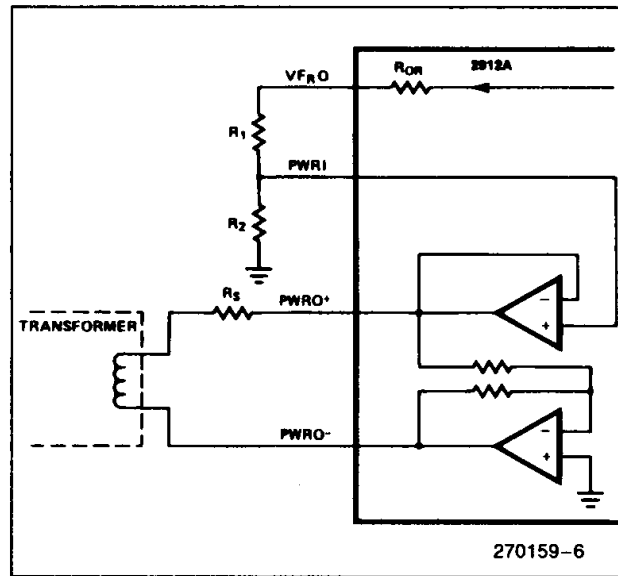 VFRO
ROR
2912A
R1
PWRI
R2
RS
PWRO+
TRANSFORMER
-
+
PWRO-
-
+
270159-6